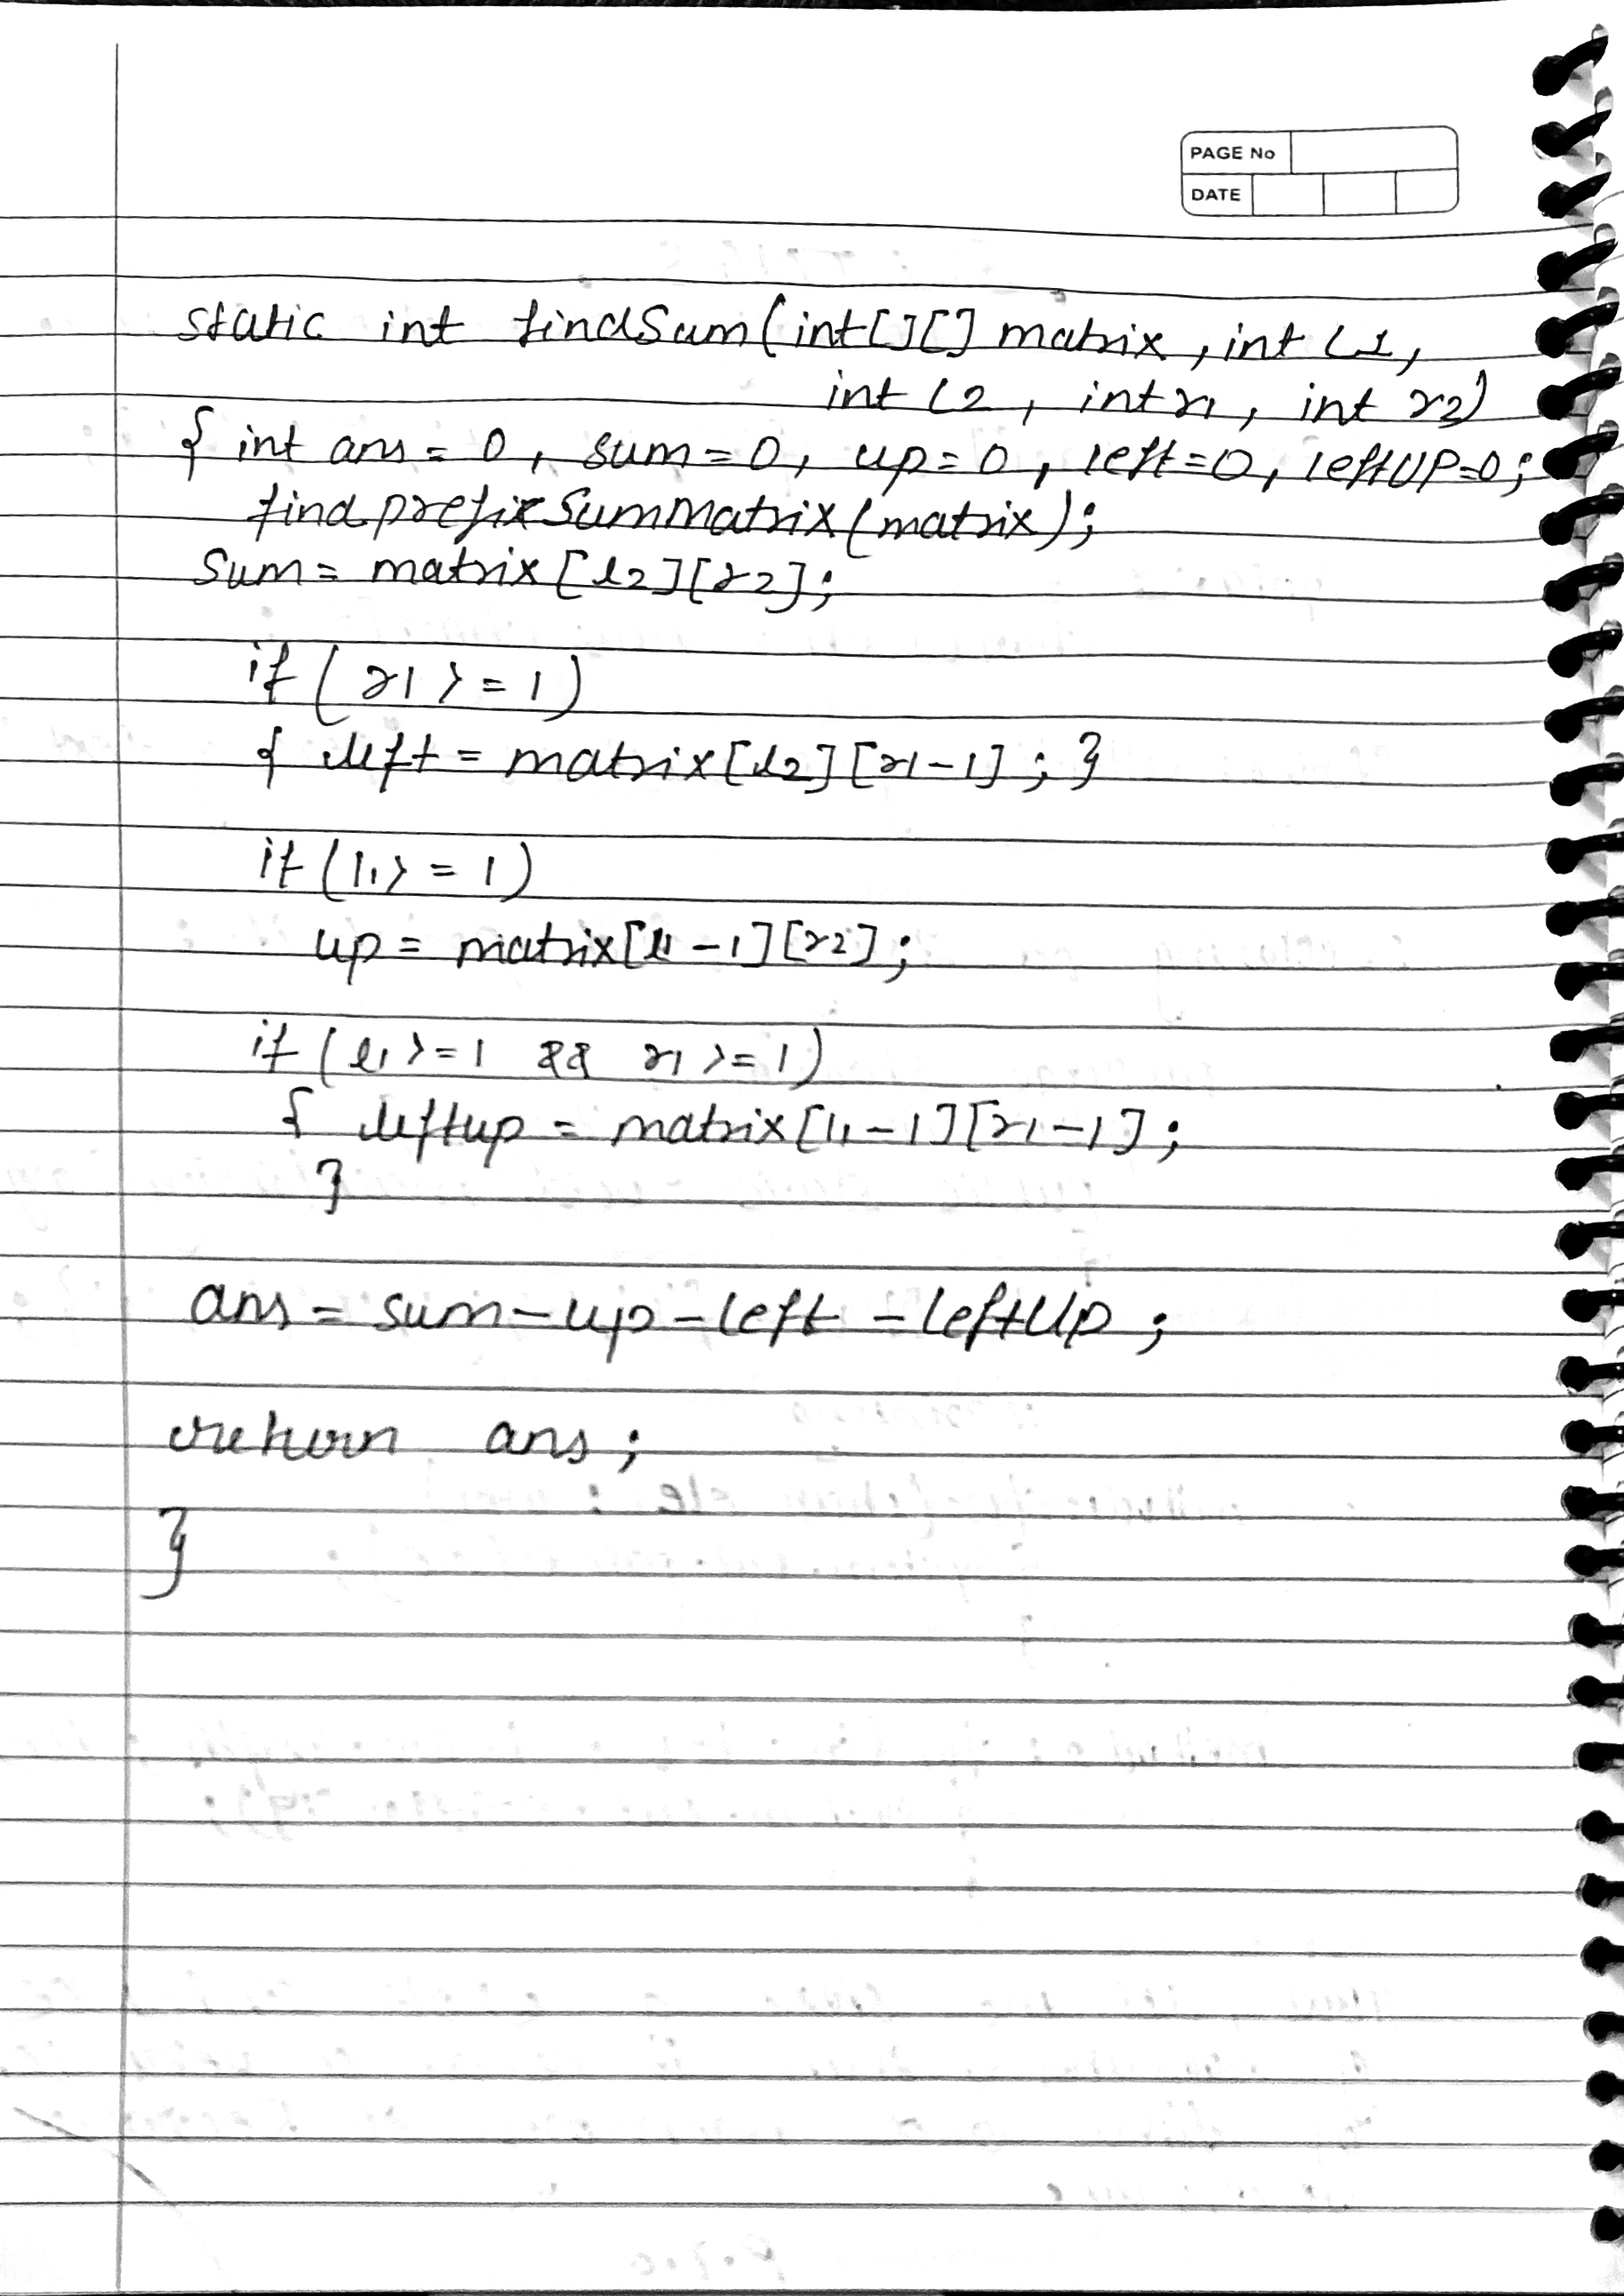 PAGE No
DATE
static int findSum(int[][] matrix, int l1,
int l2, int r1, int r2)
{ int ans = 0, sum=0, up=0, left=0, leftUP=0;
findprefixSumMatrix(matrix);
Sum = matrix[l2][r2];
if (r1 >= 1)
{ left = matrix[l2][r1-1]; }
if (l1 >= 1)
up = matrix[l1-1][r2];
if (l1 >= 1 && r1 >= 1)
{ leftup = matrix[l1-1][r1-1];
}
ans = sum-up-left-leftUp;
return ans;
}